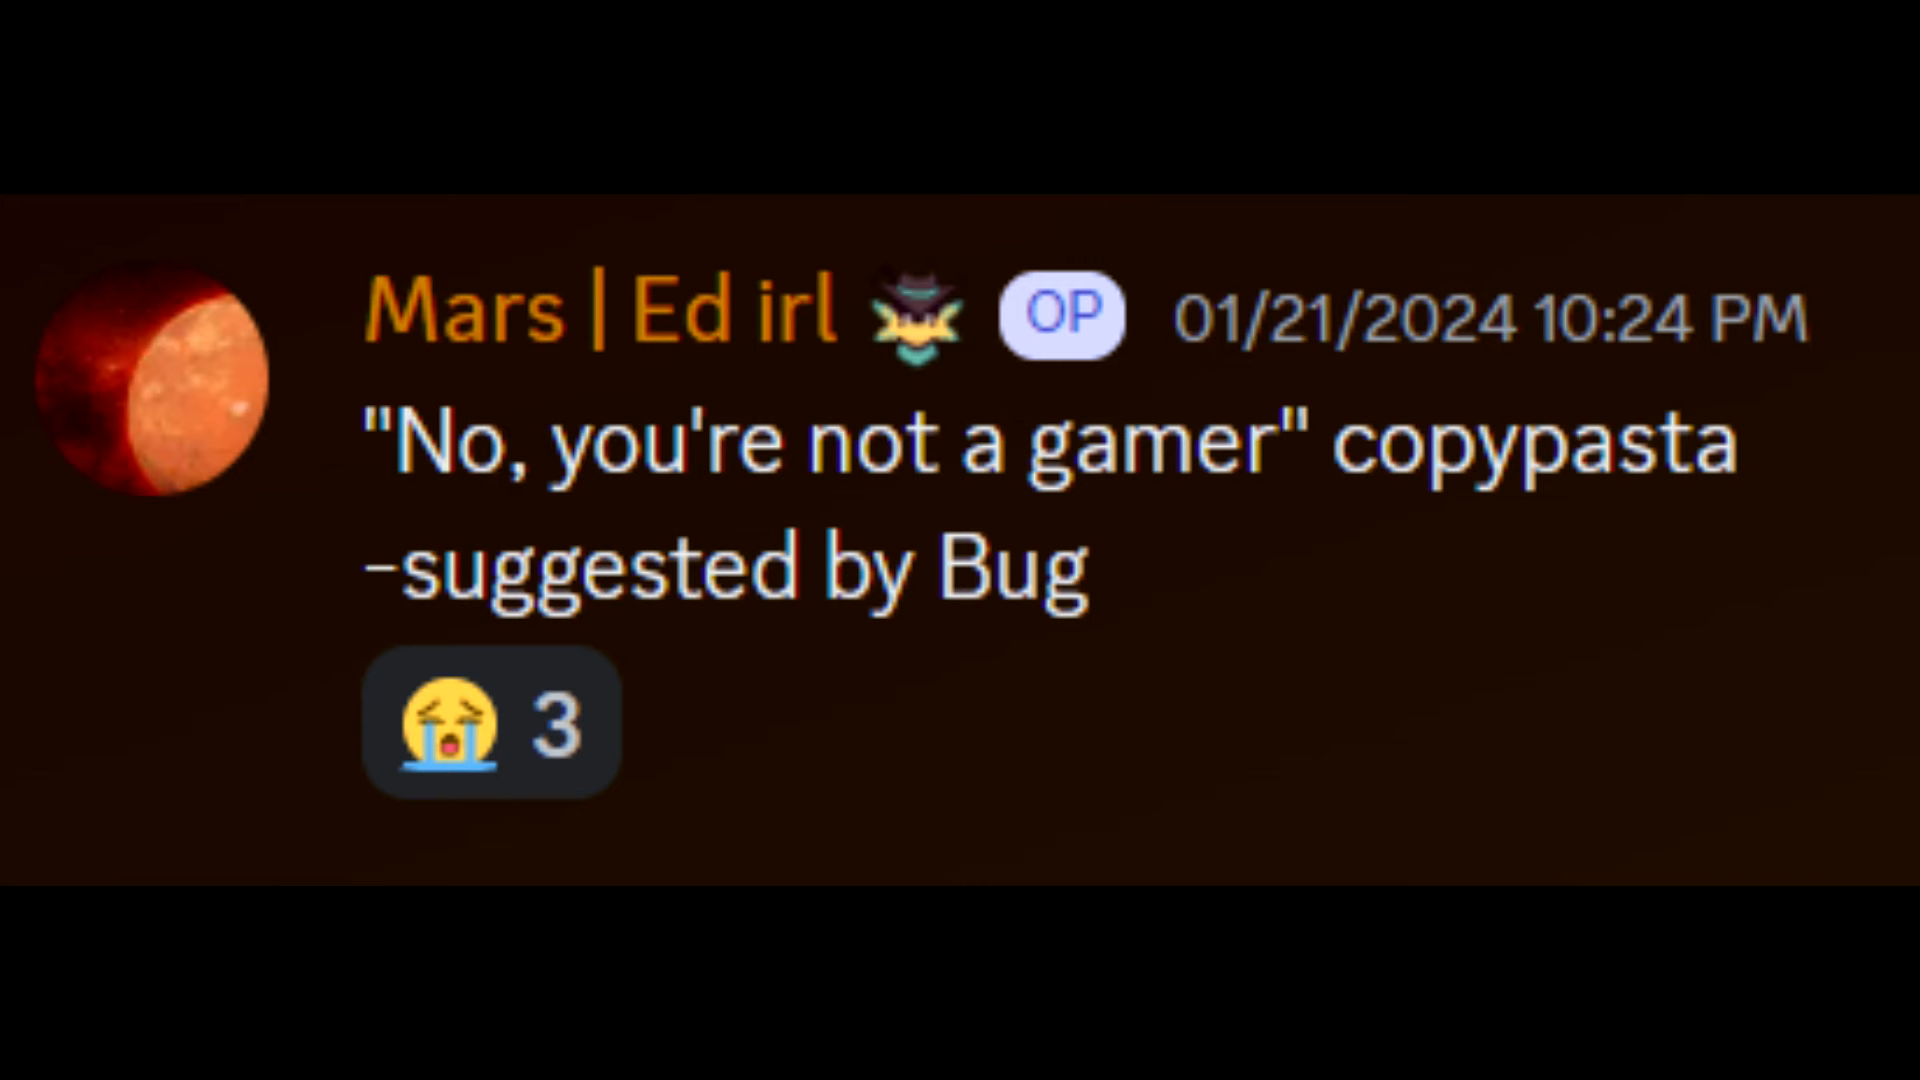 Mars | Ed irl OP 01/21/2024 10:24 PM
"No, you're not a gamer" copypasta
-suggested by Bug
😭 3